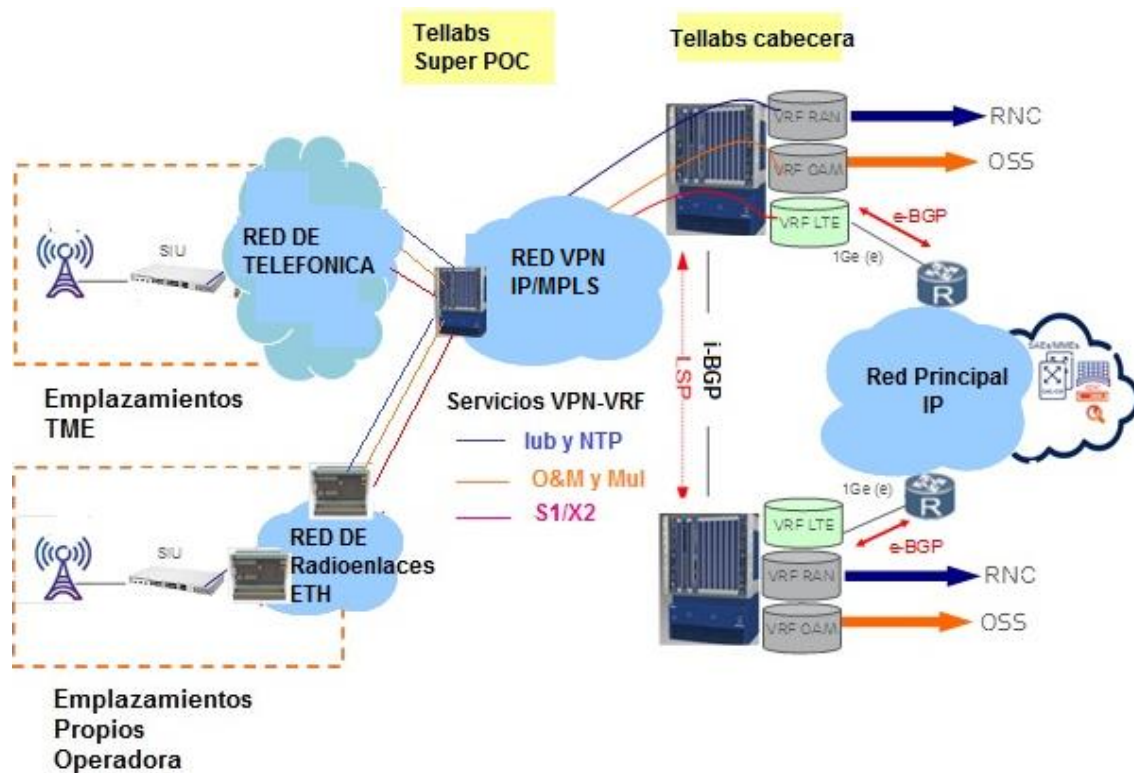 Tellabs
Super POC
Tellabs cabecera
VRF RAN
RNC
VRF OAM
OSS
VRF LTE
e-BGP
1Ge (e)
R
SIU
RED DE
TELEFONICA
RED VPN
IP/MPLS
Emplazamientos
TME
Servicios VPN-VRF
Iub y NTP
O&M y Mul
S1/X2
LSP
i-BGP
Red Principal
IP
SAEs/MMEs
1Ge (e)
R
e-BGP
SIU
RED DE
Radioenlaces
ETH
VRF LTE
VRF RAN
RNC
VRF OAM
OSS
Emplazamientos
Propios
Operadora